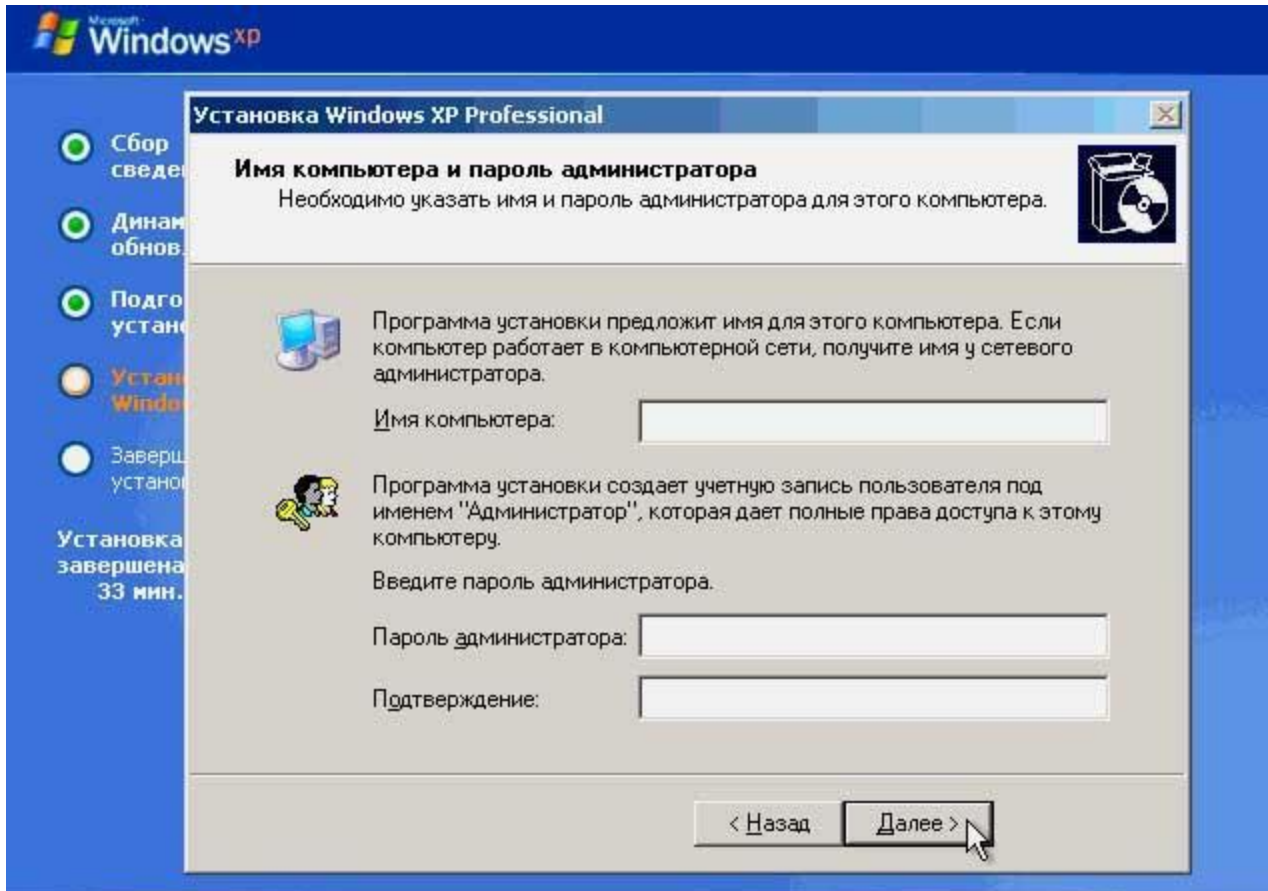 Microsoft
Windows xp
Сбор
сведе
Динам
обнов.
Подго
устано
Устан
Windo
Заверш
устано
Установка
завершена
33 мин.
Установка Windows XP Professional
Имя компьютера и пароль администратора
Необходимо указать имя и пароль администратора для этого компьютера.
Программа установки предложит имя для этого компьютера. Если
компьютер работает в компьютерной сети, получите имя у сетевого
администратора.
Имя компьютера:
Программа установки создает учетную запись пользователя под
именем "Администратор", которая дает полные права доступа к этому
компьютеру.
Введите пароль администратора.
Пароль администратора:
Подтверждение:
< Назад
Далее >